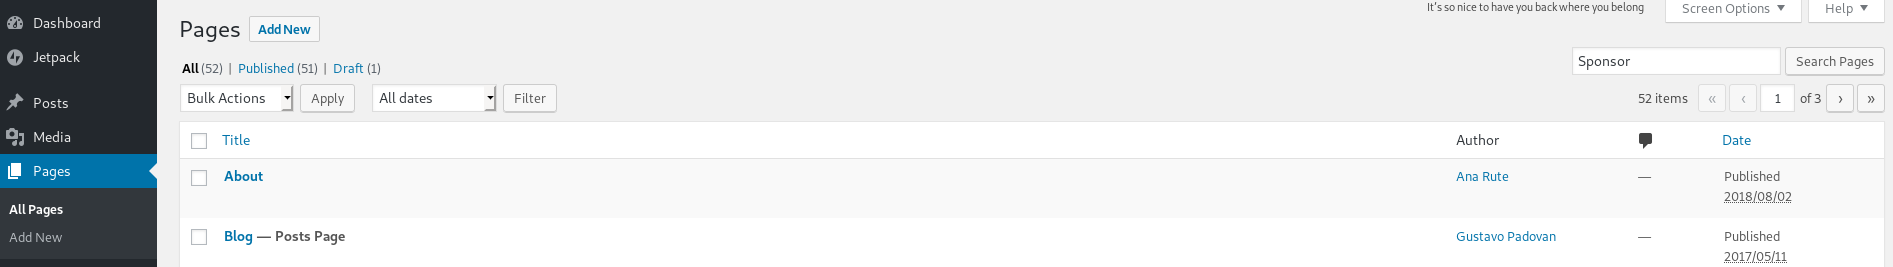 It's so nice to have you back where you belong
Screen Options
Help
Dashboard
Jetpack
Posts
Media
Pages
All Pages
Add New
Pages Add New
All (52) | Published (51) | Draft (1)
Sponsor Search Pages
Bulk Actions Apply All dates Filter
52 items « ‹ 1 of 3 › »
Title Author Date
About Ana Rute — Published
2018/08/02
Blog — Posts Page Gustavo Padovan — Published
2017/05/11